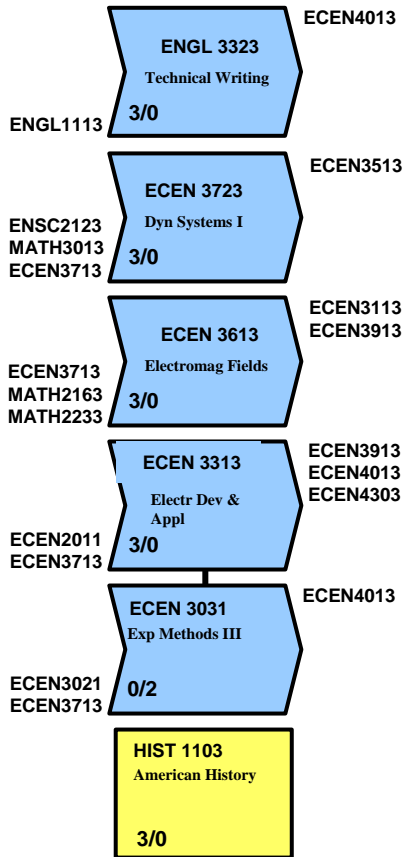 ECEN4013
ENGL 3323
Technical Writing
3/0
ENGL1113
ECEN3513
ECEN 3723
Dyn Systems I
ENSC2123
MATH3013
ECEN3713
3/0
ECEN3113
ECEN3913
ECEN 3613
Electromag Fields
ECEN3713
MATH2163
MATH2233
3/0
ECEN3913
ECEN4013
ECEN4303
ECEN 3313
Electr Dev &
Appl
ECEN2011
ECEN3713
3/0
ECEN4013
ECEN 3031
Exp Methods III
ECEN3021
ECEN3713
0/2
HIST 1103
American History
3/0